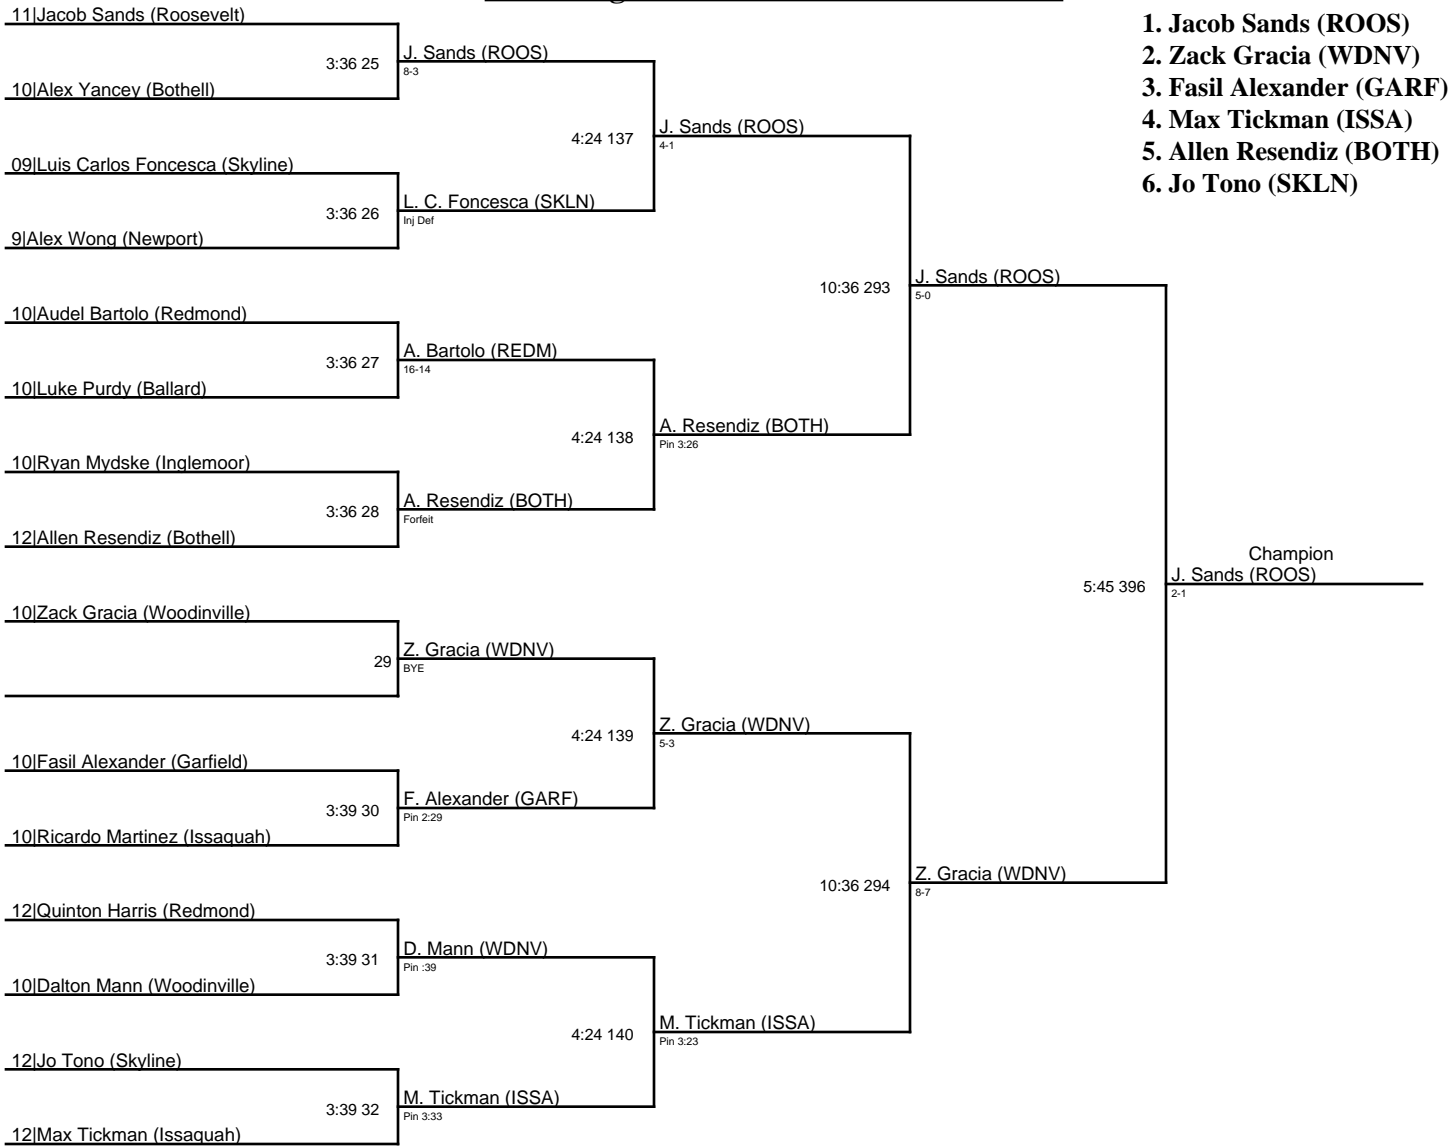 11|Jacob Sands (Roosevelt)
3:36 25
J. Sands (ROOS)
8-3
10|Alex Yancey (Bothell)
4:24 137
J. Sands (ROOS)
4-1
09|Luis Carlos Foncesca (Skyline)
3:36 26
L. C. Foncesca (SKLN)
Inj Def
9|Alex Wong (Newport)
10:36 293
J. Sands (ROOS)
5-0
10|Audel Bartolo (Redmond)
3:36 27
A. Bartolo (REDM)
16-14
10|Luke Purdy (Ballard)
4:24 138
A. Resendiz (BOTH)
Pin 3:26
10|Ryan Mydske (Inglemoor)
3:36 28
A. Resendiz (BOTH)
Forfeit
12|Allen Resendiz (Bothell)
Champion
5:45 396
J. Sands (ROOS)
2-1
10|Zack Gracia (Woodinville)
29
Z. Gracia (WDNV)
BYE
4:24 139
Z. Gracia (WDNV)
5-3
10|Fasil Alexander (Garfield)
3:39 30
F. Alexander (GARF)
Pin 2:29
10|Ricardo Martinez (Issaquah)
10:36 294
Z. Gracia (WDNV)
8-7
12|Quinton Harris (Redmond)
3:39 31
D. Mann (WDNV)
Pin :39
10|Dalton Mann (Woodinville)
4:24 140
M. Tickman (ISSA)
Pin 3:23
12|Jo Tono (Skyline)
3:39 32
M. Tickman (ISSA)
Pin 3:33
12|Max Tickman (Issaquah)
1. Jacob Sands (ROOS)
2. Zack Gracia (WDNV)
3. Fasil Alexander (GARF)
4. Max Tickman (ISSA)
5. Allen Resendiz (BOTH)
6. Jo Tono (SKLN)